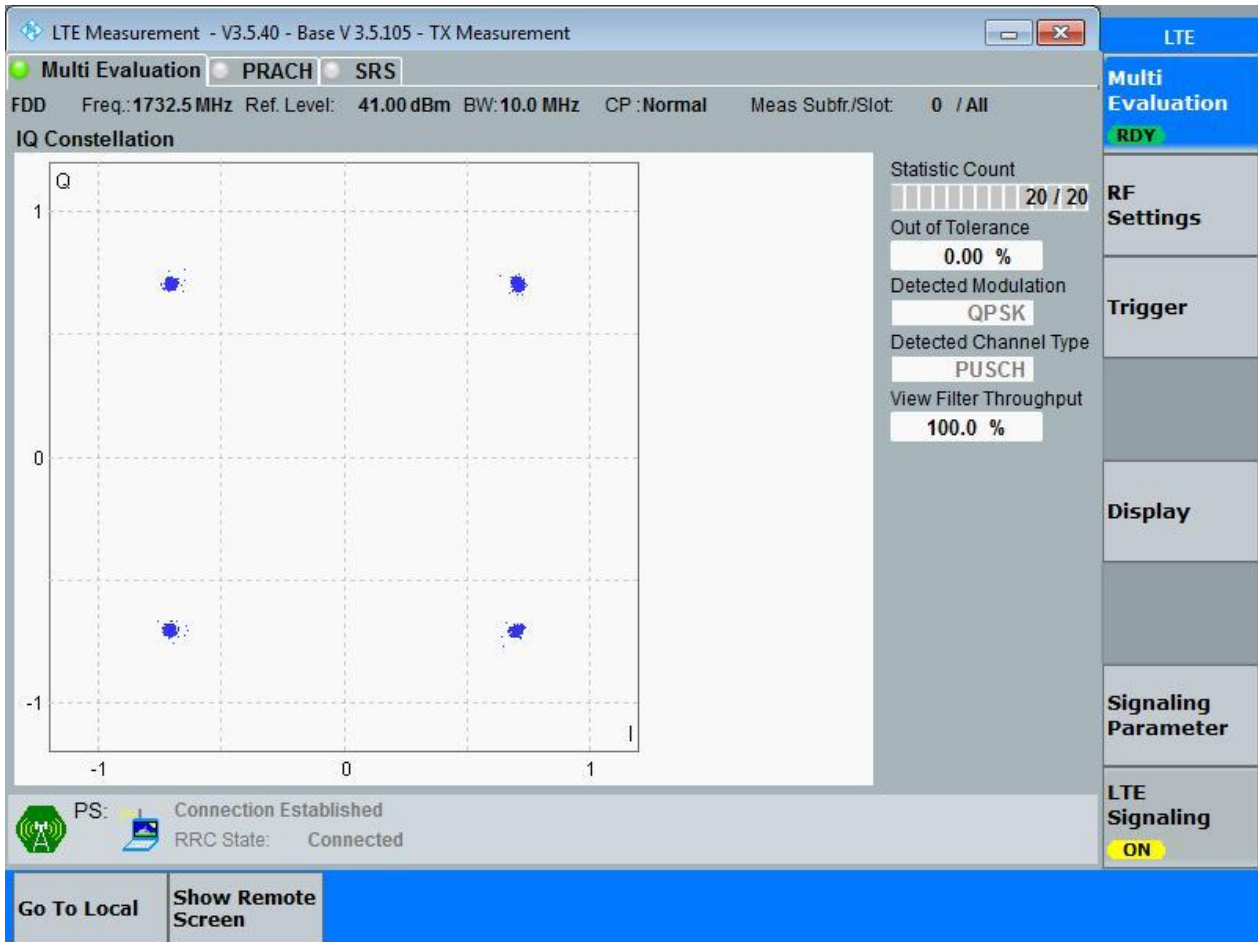 LTE Measurement - V3.5.40 - Base V 3.5.105 - TX Measurement
LTE
Multi Evaluation PRACH SRS
FDD Freq.: 1732.5 MHz Ref. Level: 41.00 dBm BW: 10.0 MHz CP : Normal Meas Subfr./Slot: 0 / All
IQ Constellation
Q
1
0
-1
I
-1 0 1
Statistic Count
20 / 20
Out of Tolerance
0.00 %
Detected Modulation
QPSK
Detected Channel Type
PUSCH
View Filter Throughput
100.0 %
Multi
Evaluation
RDY
RF
Settings
Trigger
Display
Signaling
Parameter
LTE
Signaling
ON
PS: Connection Established
RRC State: Connected
Go To Local
Show Remote
Screen